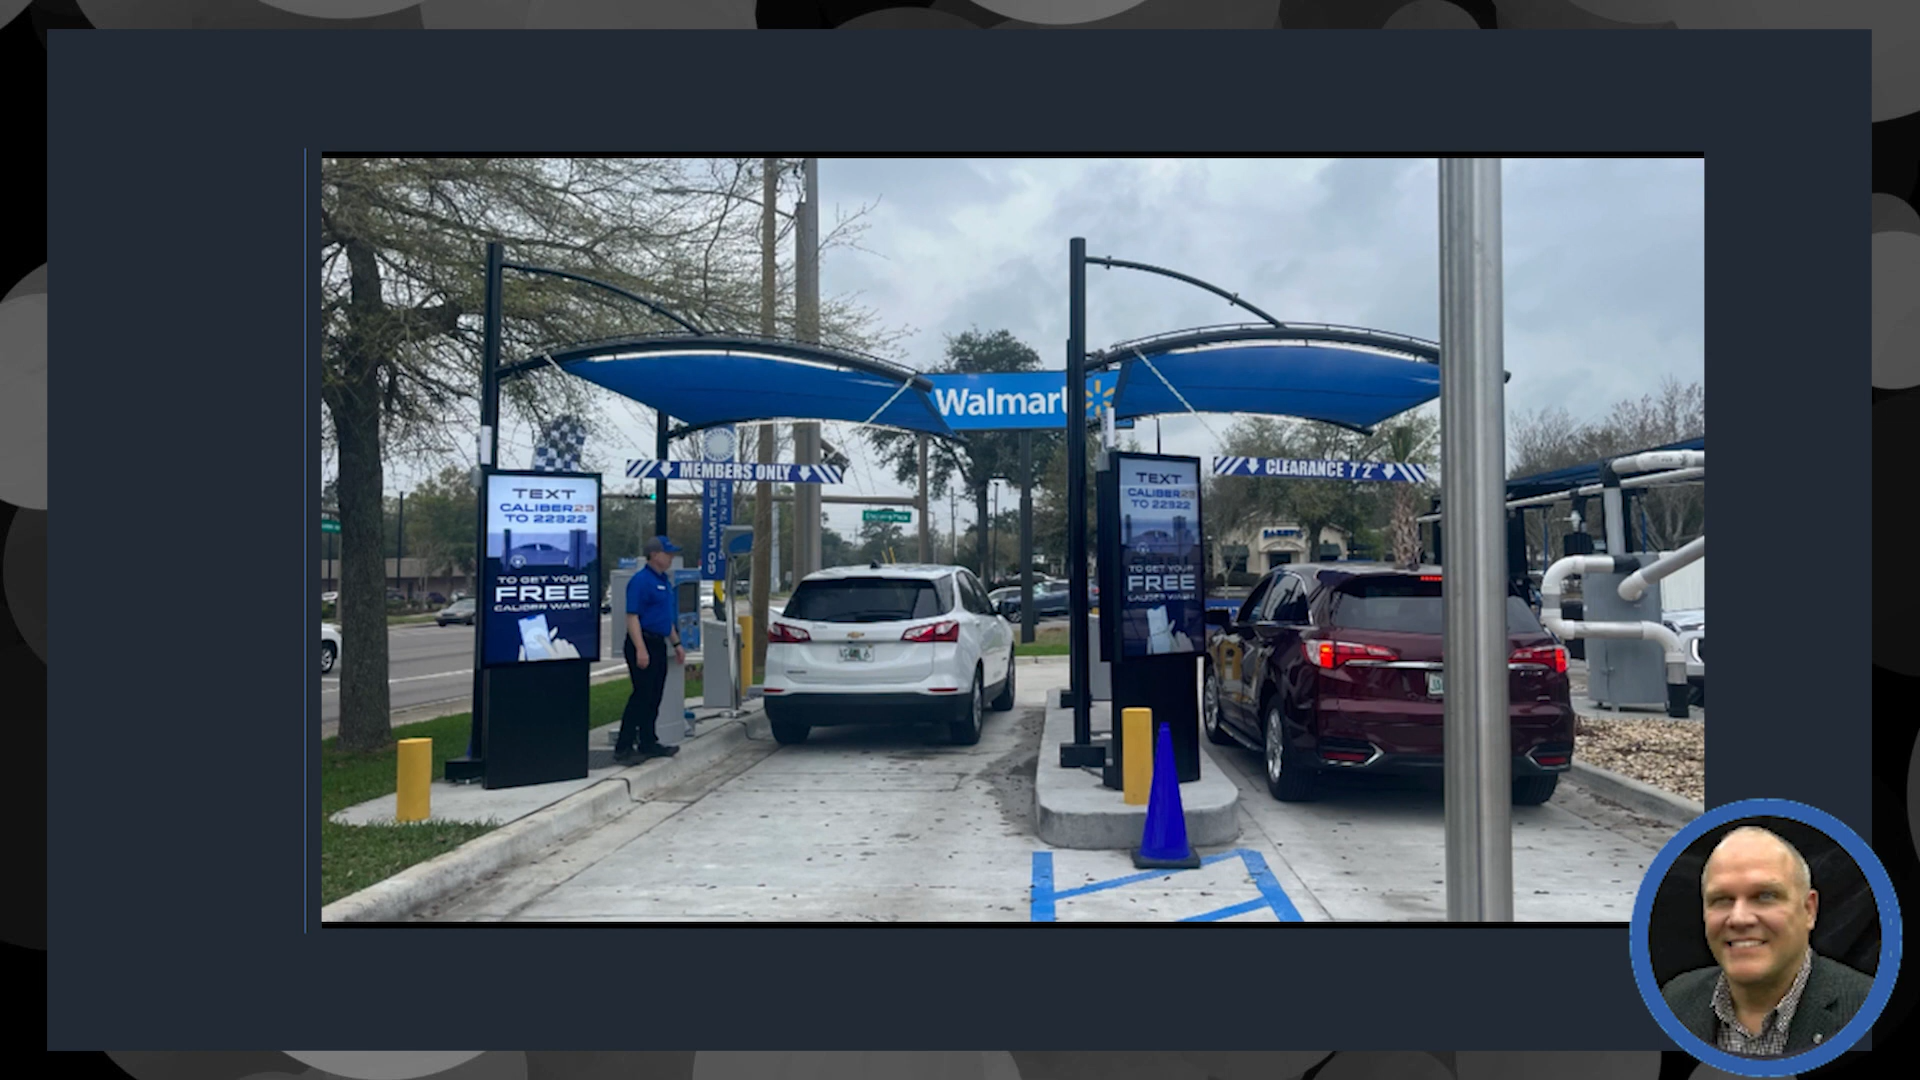 Walmart
MEMBERS ONLY
CLEARANCE 7'2"
TEXT
CALIBER23
TO 22322
TO GET YOUR
FREE
CALIBER WASH!
GO LIMITLESS
TEXT
CALIBER23
TO 22322
TO GET YOUR
FREE
CALIBER WASH!